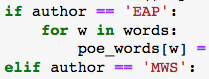 if author == 'EAP':
    for w in words:
        poe_words[w] =
elif author == 'MWS':